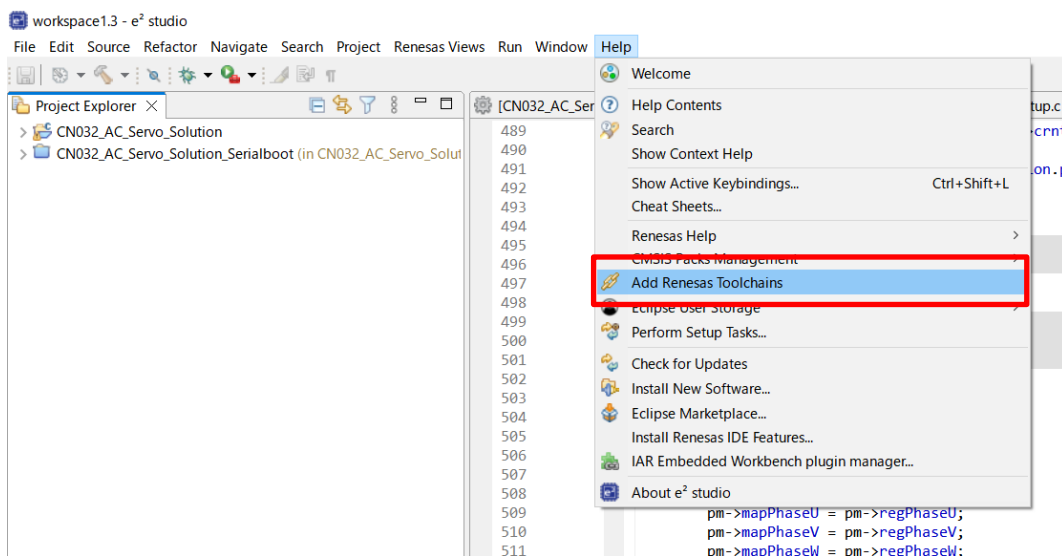 workspace1.3 - e² studio
File Edit Source Refactor Navigate Search Project Renesas Views Run Window Help
Project Explorer
CN032_AC_Servo_Solution
CN032_AC_Servo_Solution_Serialboot (in CN032_AC_Servo_Solut
[CN032_AC_Ser
tup.c
489
490
491
492
493
494
495
496
497
498
499
500
501
502
503
504
505
506
507
508
509
510
511
Welcome
Help Contents
Search
Show Context Help
Show Active Keybindings... Ctrl+Shift+L
Cheat Sheets...
Renesas Help
CMSIS Packs Management
Add Renesas Toolchains
Eclipse User Storage
Perform Setup Tasks...
Check for Updates
Install New Software...
Eclipse Marketplace...
Install Renesas IDE Features...
IAR Embedded Workbench plugin manager...
About e² studio
crn
on.p
pm->mapPhaseU = pm->regPhaseU;
pm->mapPhaseV = pm->regPhaseV;
pm->mapPhaseW = pm->regPhaseW;